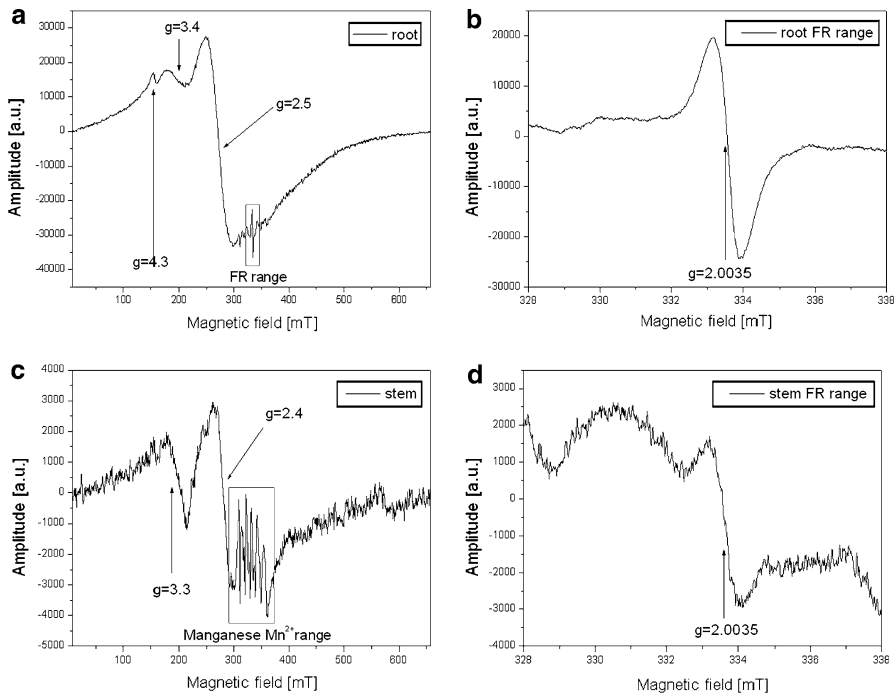 a
Amplitude [a.u.]
30000
20000
10000
0
-10000
-20000
-30000
-40000
g=3.4
root
g=2.5
g=4.3
FR range
100
200
300
400
500
600
Magnetic field [mT]
b
Amplitude [a.u.]
20000
10000
0
10000
20000
-30000
root FR range
g=2.0035
328
330
332
334
336
338
Magnetic field [mT]
c
Amplitude [a.u.]
4000
3000
2000
1000
0
-1000
-2000
-3000
-4000
-5000
stem
g=2.4
g=3.3
Manganese Mn²⁺range
100
200
300
400
500
600
Magnetic field [mT]
d
Amplitude [a.u.]
3000
2000
1000
0
-1000
-2000
-3000
-4000
stem FR range
g=2.0035
328
330
332
334
336
338
Magnetic field [mT]